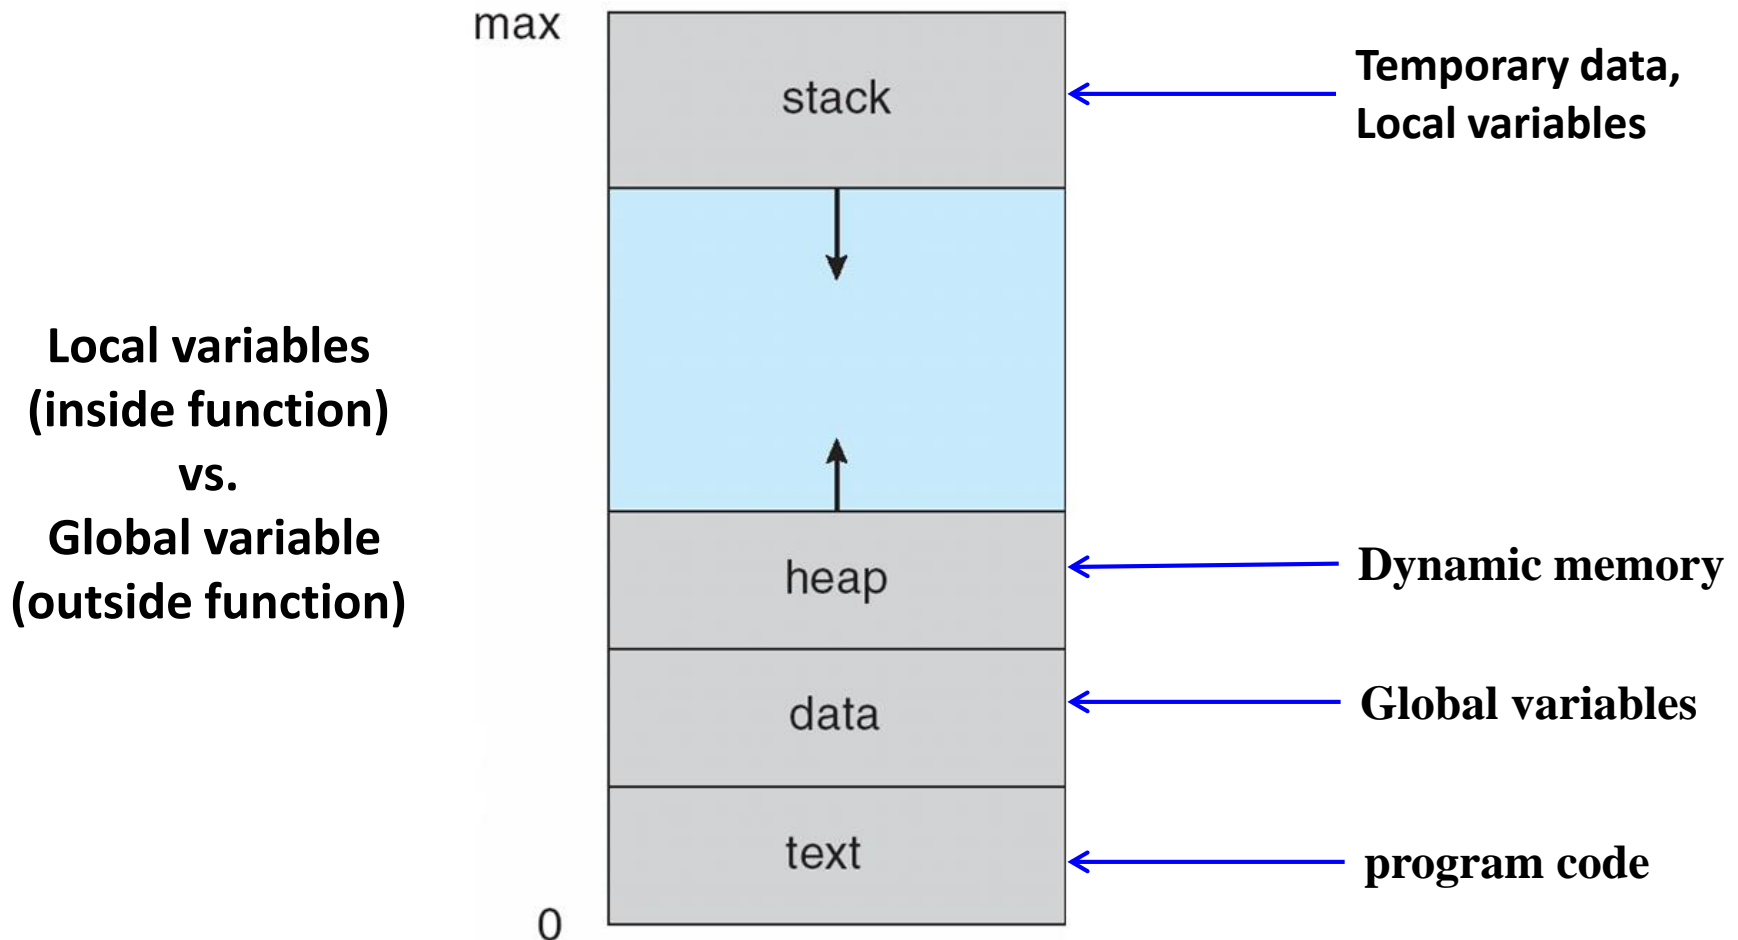 max
stack
Temporary data,
Local variables
Local variables
(inside function)
vs.
Global variable
(outside function)
heap
Dynamic memory
data
Global variables
text
program code
0